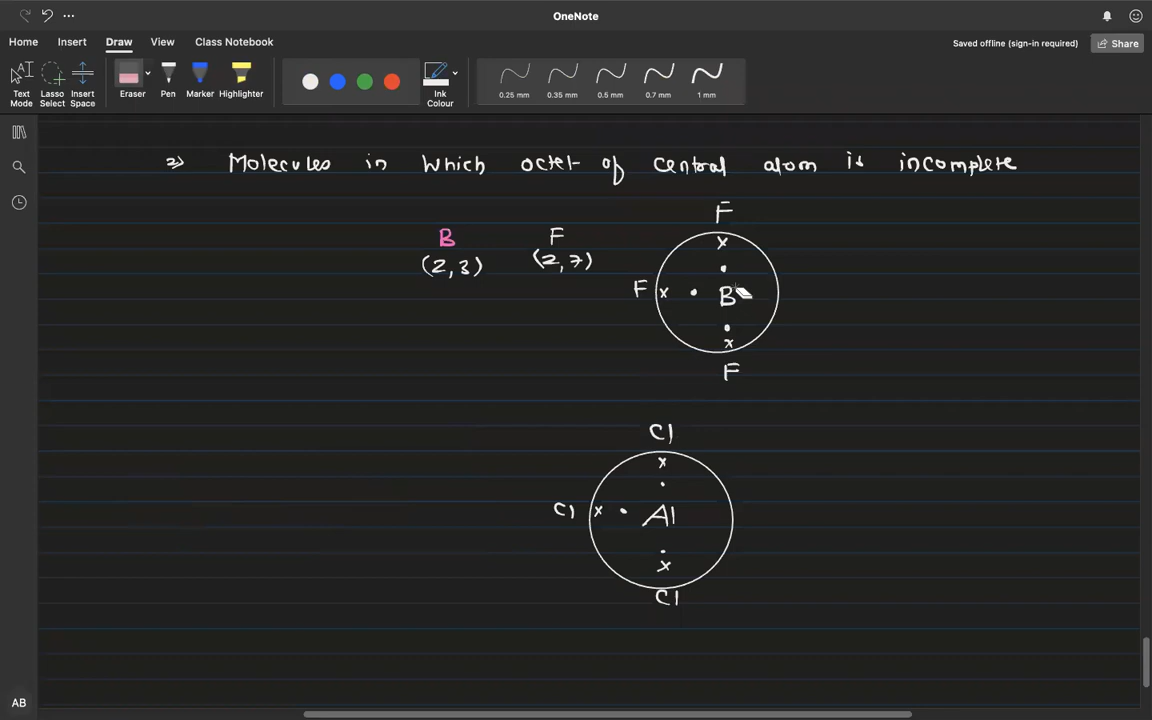 OneNote
Home Insert Draw View Class Notebook
Saved offline (sign-in required) Share
Text Mode Lasso Select Insert Space Eraser Pen Marker Highlighter Ink Colour 0.25 mm 0.35 mm 0.5 mm 0.7 mm 1 mm
⇒ Molecules in which octet of central atom is incomplete
F
B F
(2,3) (2,7)
x
F x • B
x
F
Cl
x
Cl x • Al
x
Cl
AB